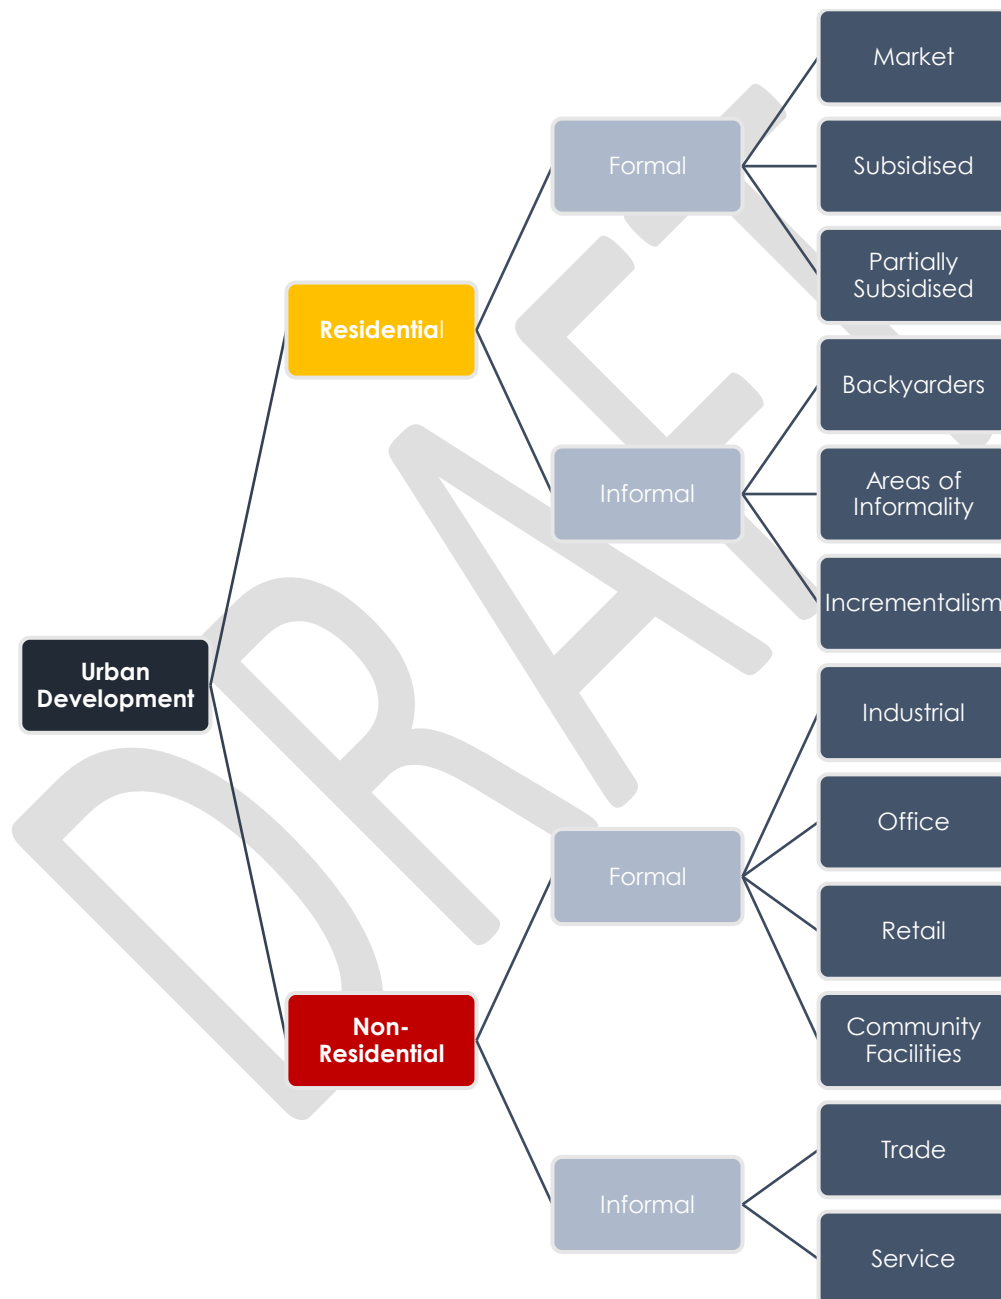 Urban
Development
Residential
Formal
Market
Subsidised
Partially
Subsidised
Informal
Backyarders
Areas of
Informality
Incrementalism
Non-
Residential
Formal
Industrial
Office
Retail
Community
Facilities
Informal
Trade
Service
DRAFT